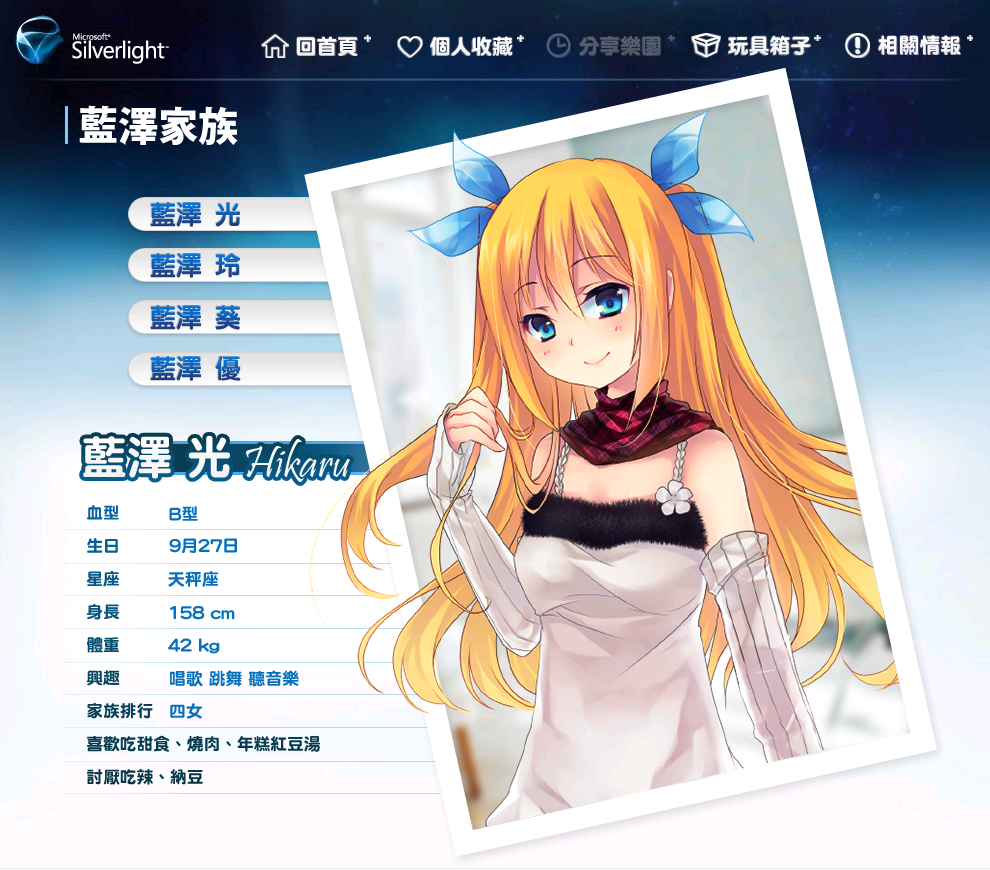 Microsoft®
Silverlight™
回首頁+ 個人收藏+ 分享樂園+ 玩具箱子+ 相關情報+
藍澤家族
藍澤 光
藍澤 玲
藍澤 葵
藍澤 優
藍澤 光 Hikaru
血型 B型
生日 9月27日
星座 天秤座
身長 158 cm
體重 42 kg
興趣 唱歌 跳舞 聽音樂
家族排行 四女
喜歡吃甜食、燒肉、年糕紅豆湯
討厭吃辣、納豆